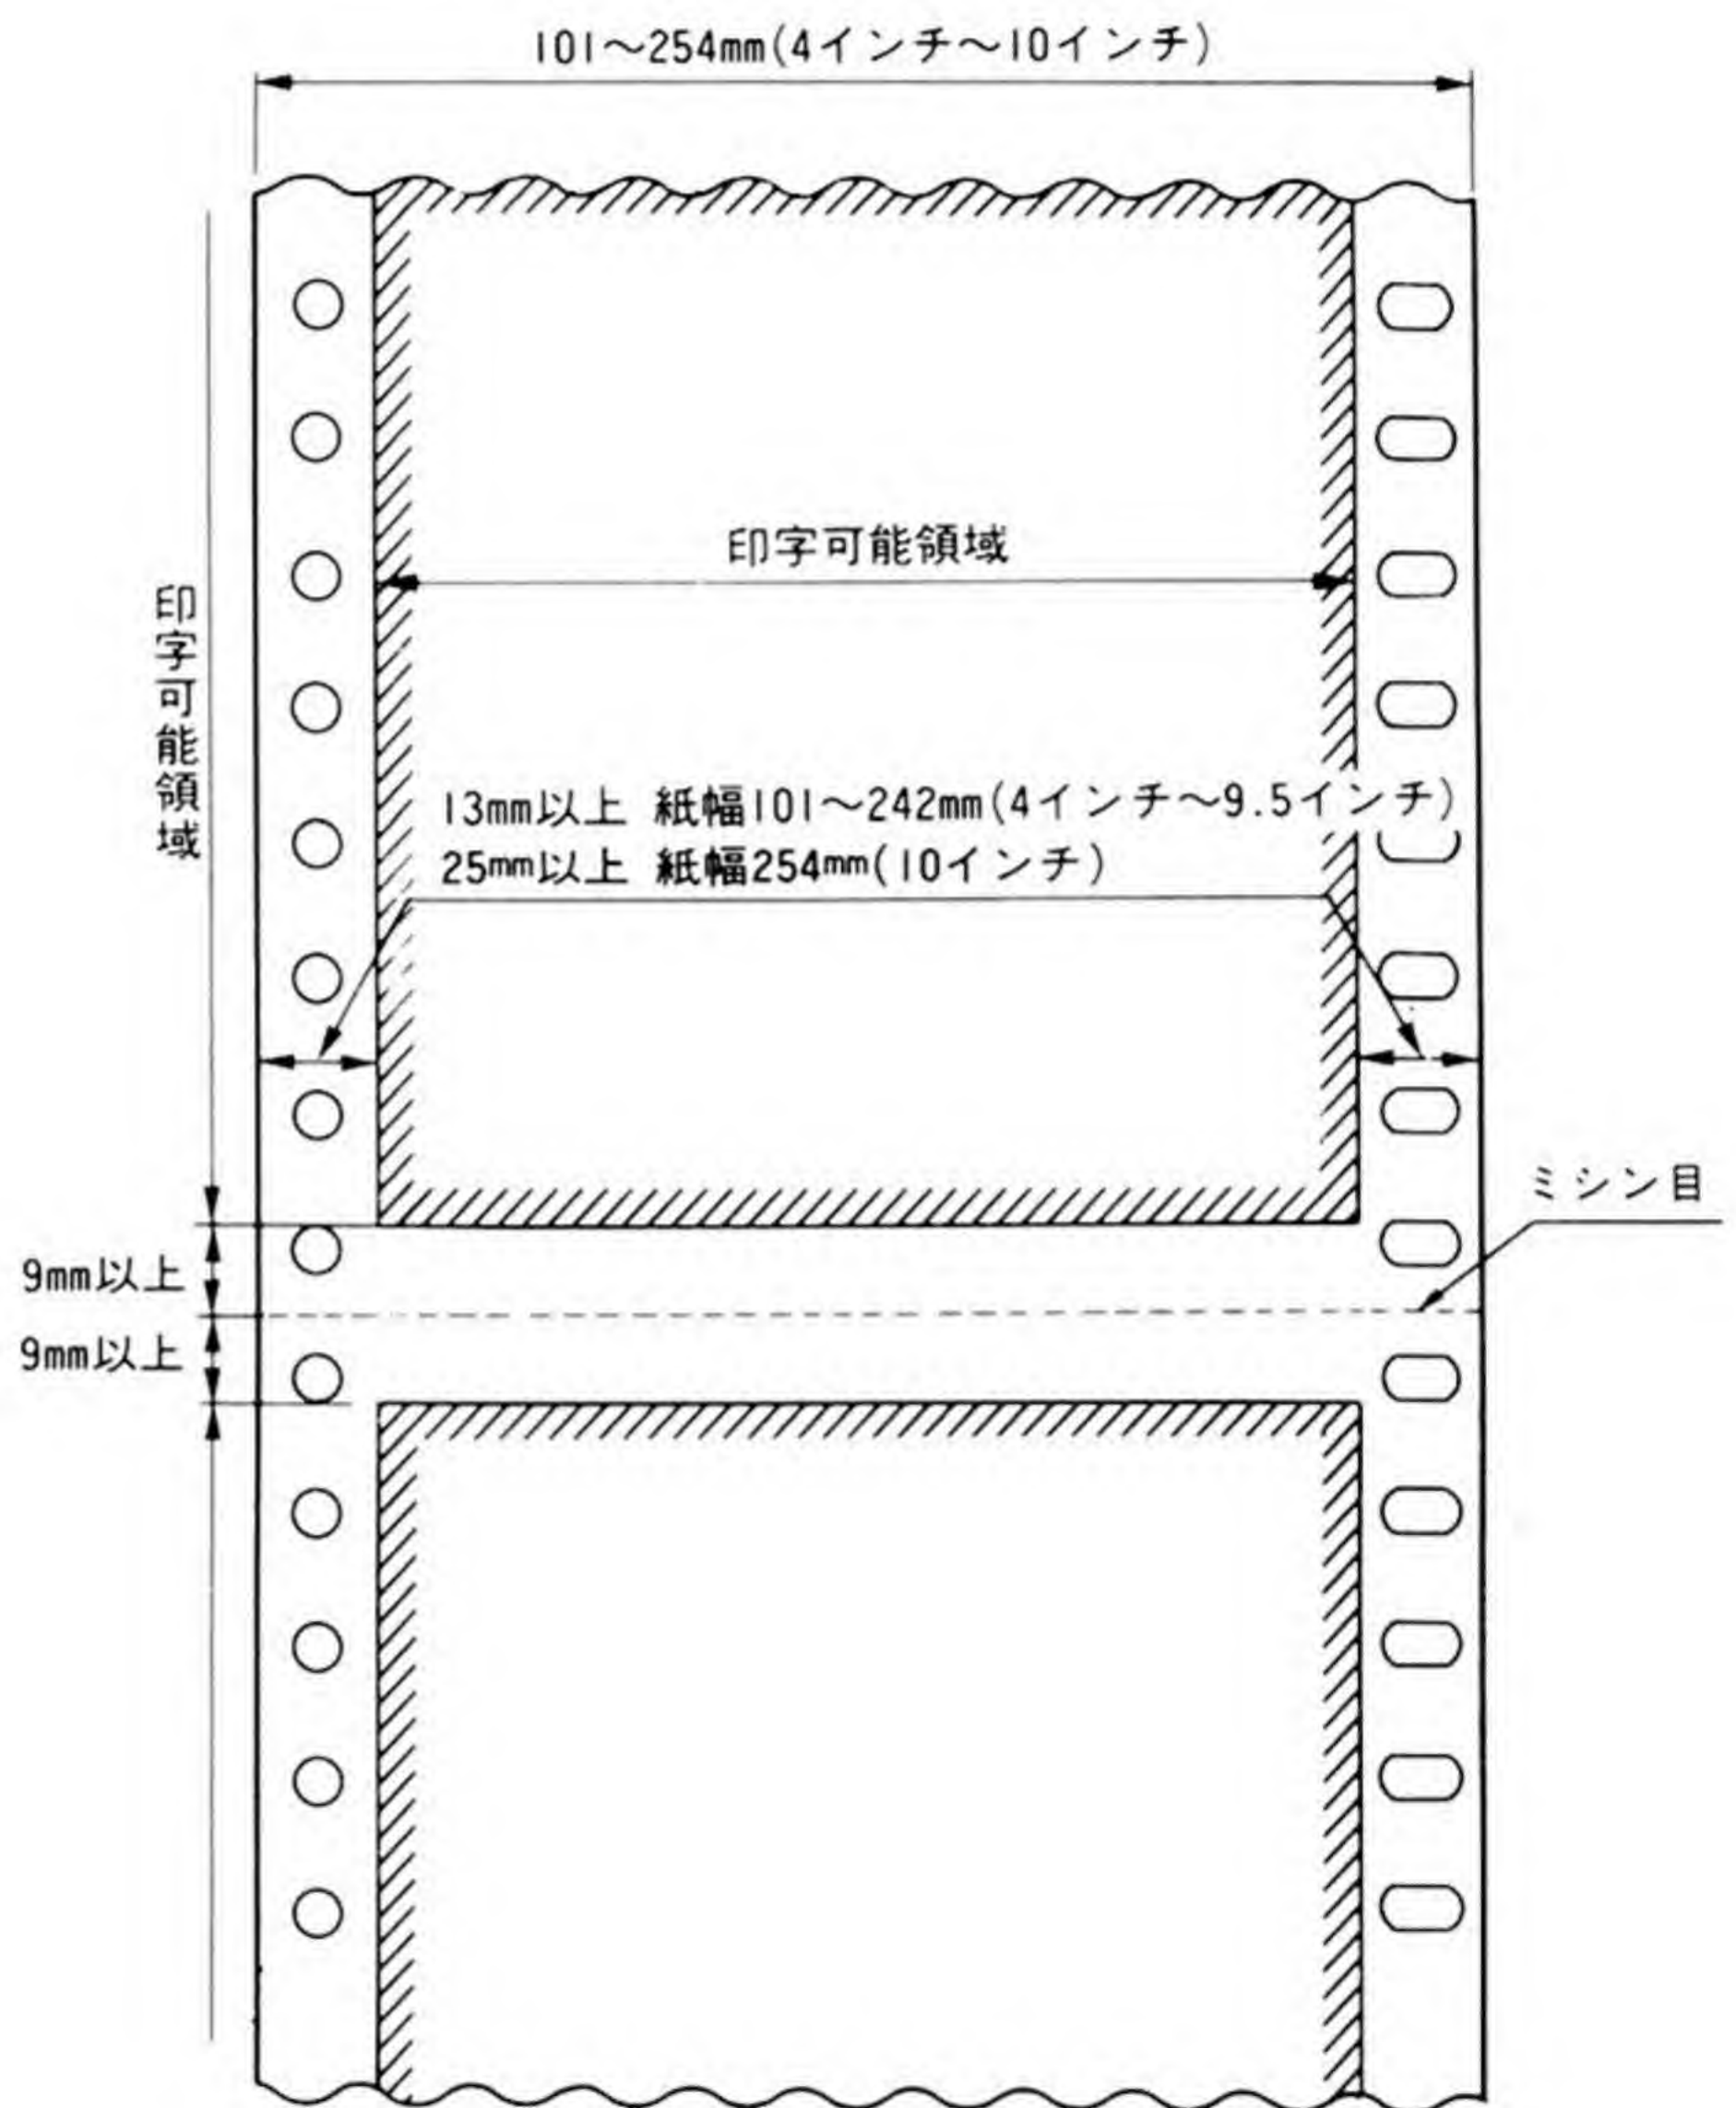 101～254mm(4インチ～10インチ)
印字可能領域
印字可能領域
13mm以上 紙幅101～242mm(4インチ～9.5インチ)
25mm以上 紙幅254mm(10インチ)
ミシン目
9mm以上
9mm以上